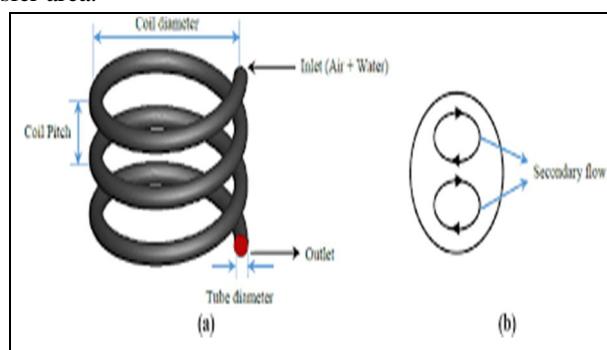 Coil diameter
Inlet (Air + Water)
Coil Pitch
Secondary flow
Outlet
Tube diameter
(a)
(b)